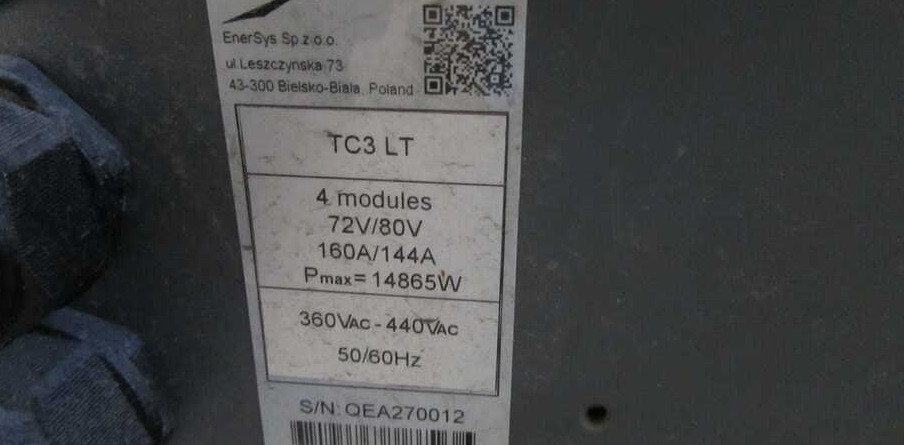 EnerSys Sp.z.o.o.
ul.Leszczynska 73
43-300 Bielsko-Biala, Poland
TC3 LT
4 modules
72V/80V
160A/144A
Pmax= 14865W
360VAC - 440VAC
50/60Hz
S/N: QEA270012